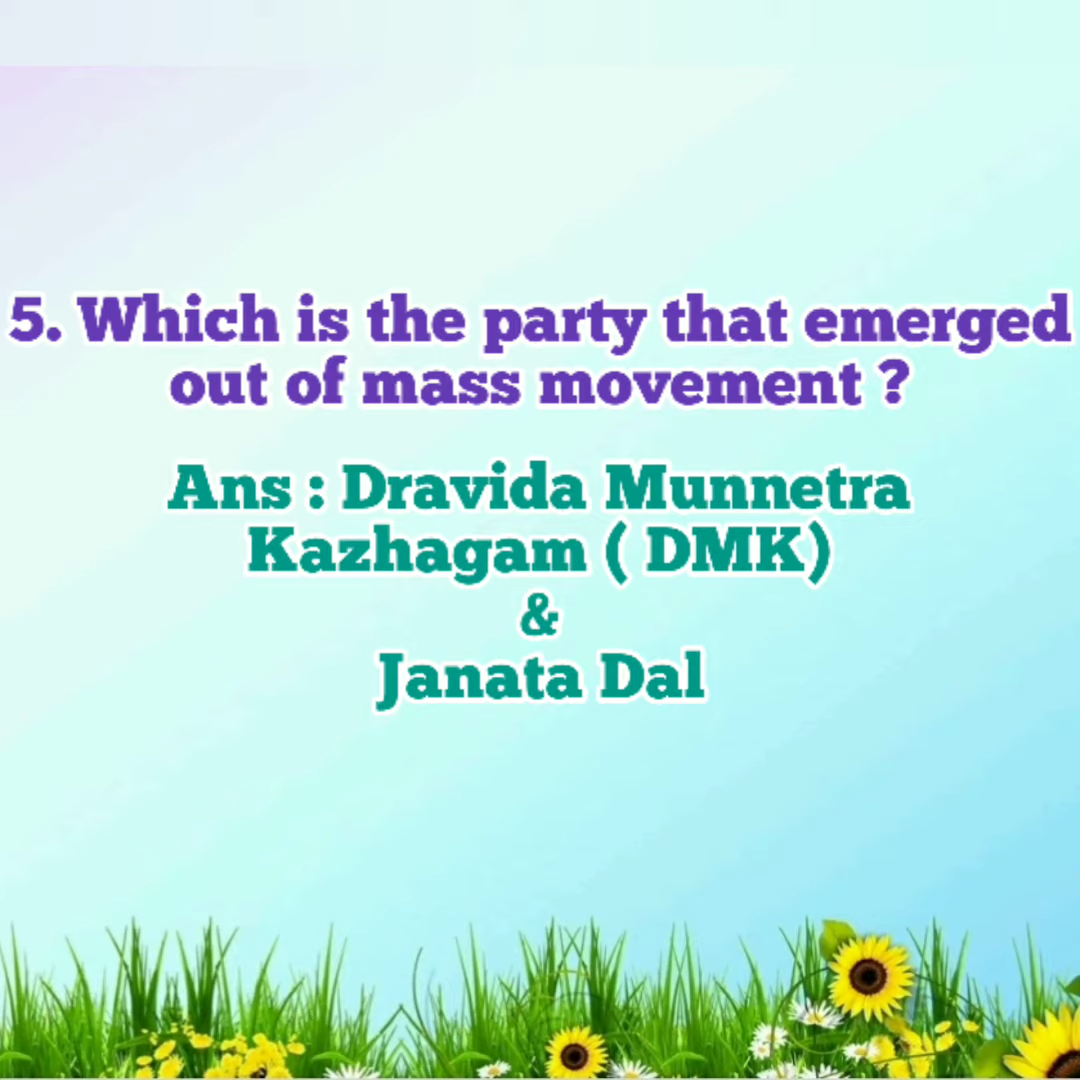 5. Which is the party that emerged
out of mass movement ?
Ans : Dravida Munnetra
Kazhagam ( DMK)
&
Janata Dal